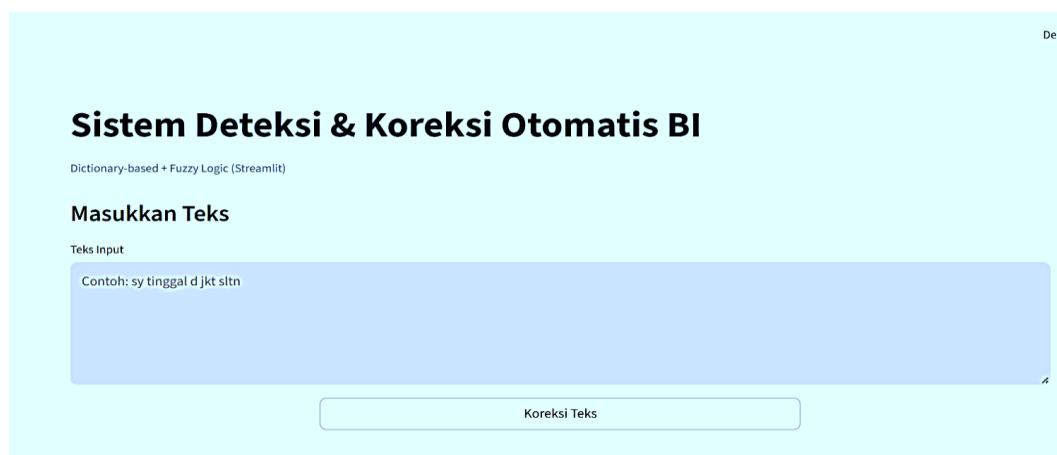 Sistem Deteksi & Koreksi Otomatis BI
Dictionary-based + Fuzzy Logic (Streamlit)
Masukkan Teks
Teks Input
Contoh: sy tinggal d jkt sltn
Koreksi Teks